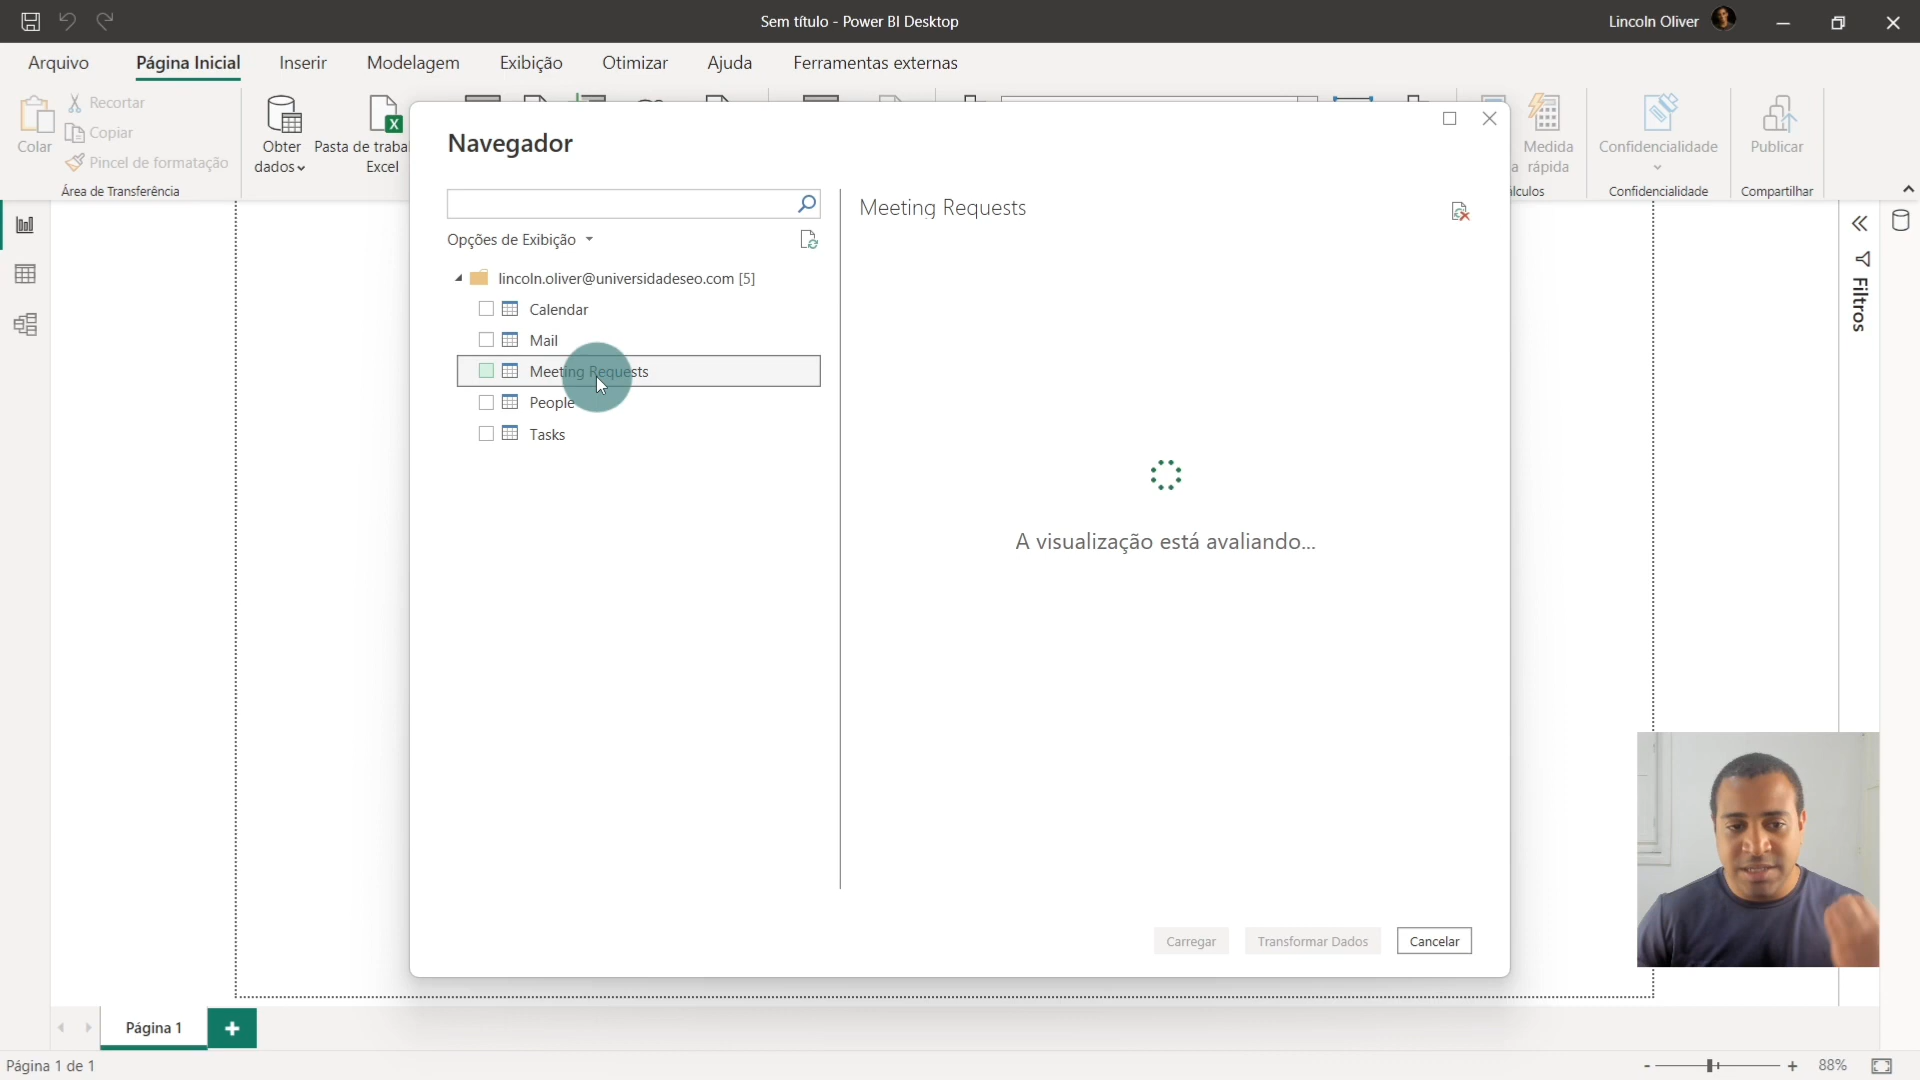 Sem título - Power BI Desktop
Lincoln Oliver
Arquivo
Página Inicial
Inserir
Modelagem
Exibição
Otimizar
Ajuda
Ferramentas externas
Colar
Recortar
Copiar
Pincel de formatação
Área de Transferência
Obter
dados
Pasta de traba
Excel
Medida
rápida
Confidencialidade
Confidencialidade
Publicar
Compartilhar
Navegador
Opções de Exibição
lincoln.oliver@universidadeseo.com [5]
Calendar
Mail
Meeting Requests
People
Tasks
Meeting Requests
A visualização está avaliando...
Carregar
Transformar Dados
Cancelar
Filtros
Página 1
Página 1 de 1
- + 88%